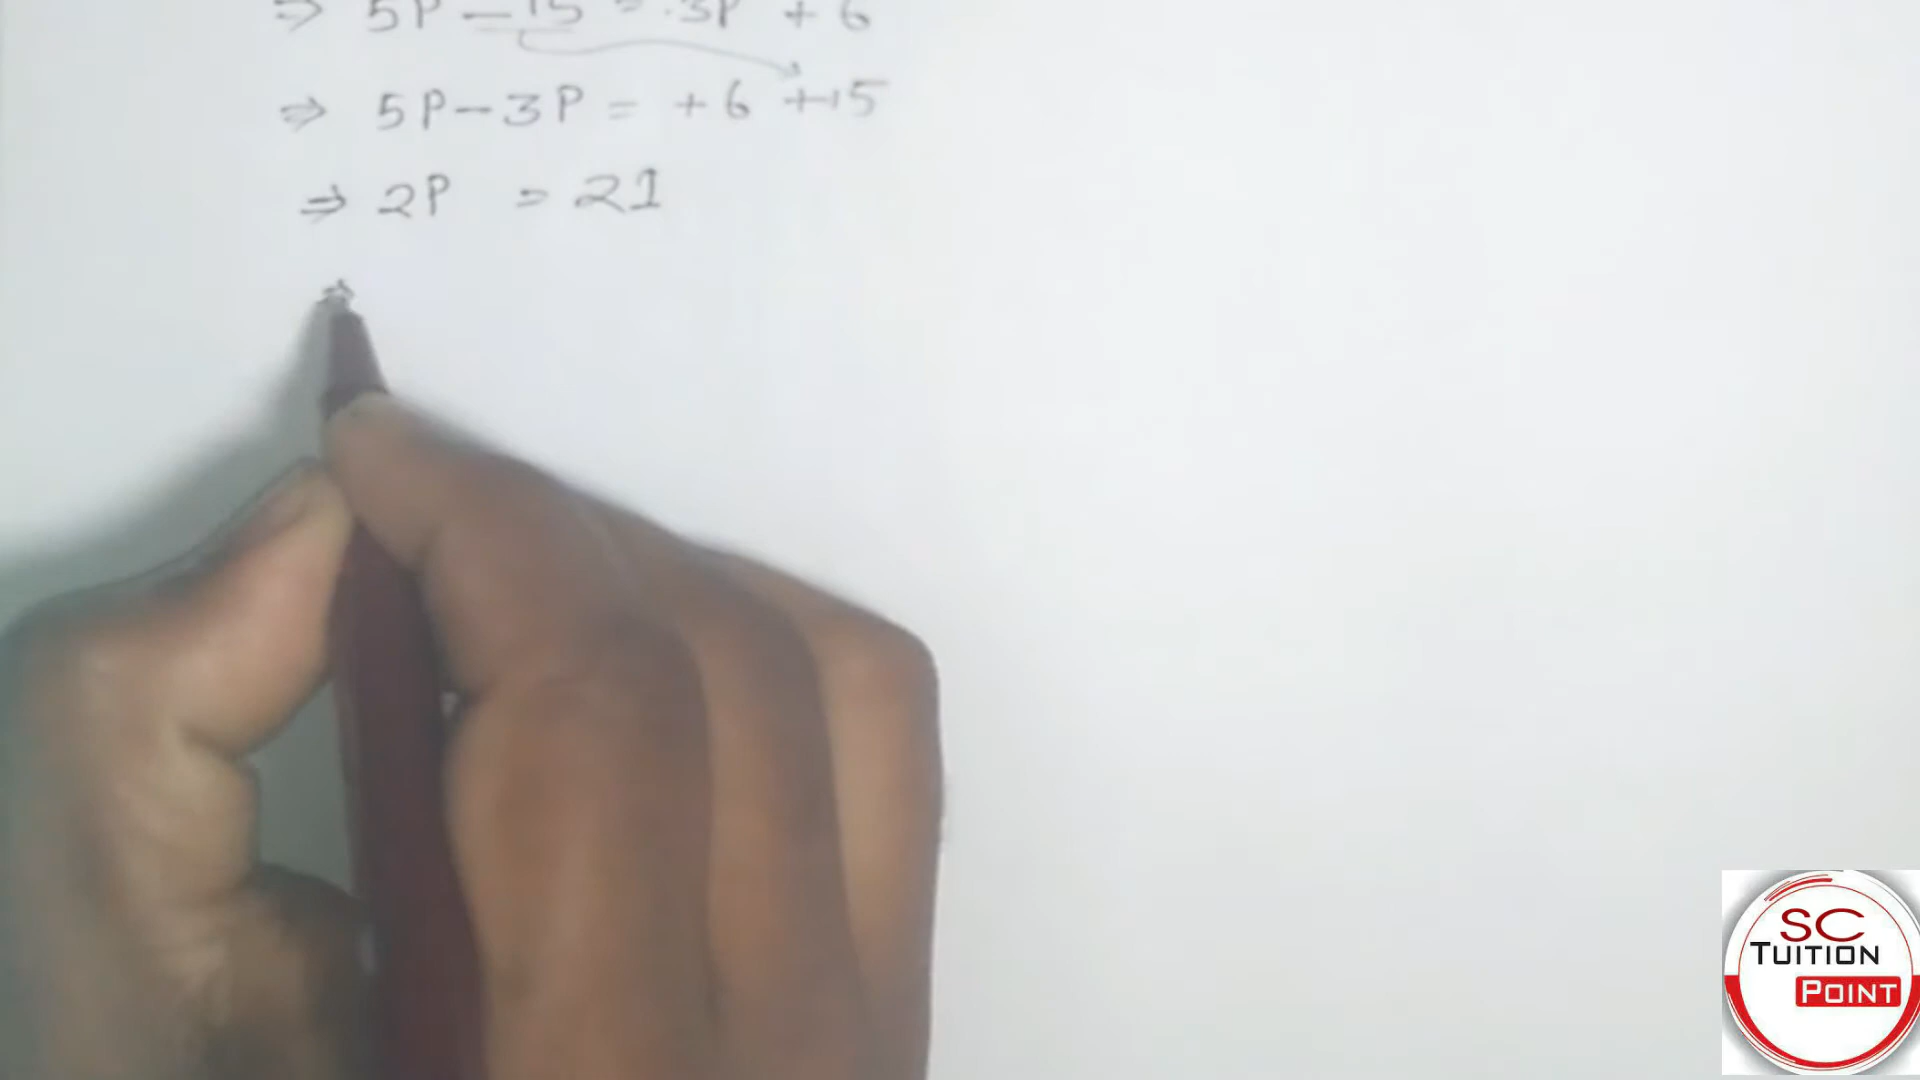 ⇒ 5P - 15 = 3P + 6
⇒ 5P - 3P = + 6 + 15
⇒ 2P = 21
⇒
SC
TUITION
POINT